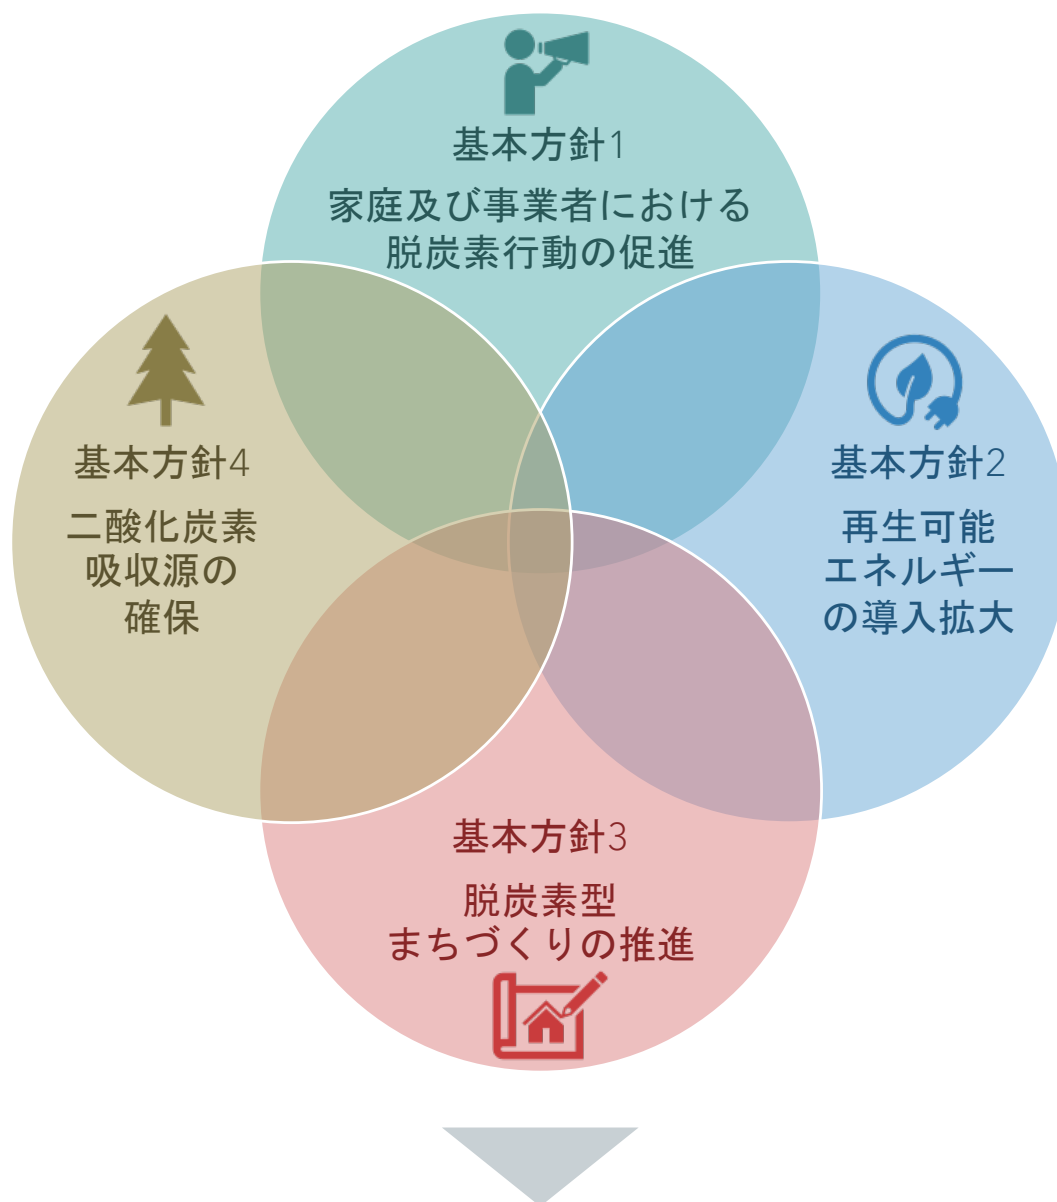 基本方針1
家庭及び事業者における
脱炭素行動の促進
基本方針4
二酸化炭素
吸収源の
確保
基本方針2
再生可能
エネルギー
の導入拡大
基本方針3
脱炭素型
まちづくりの推進